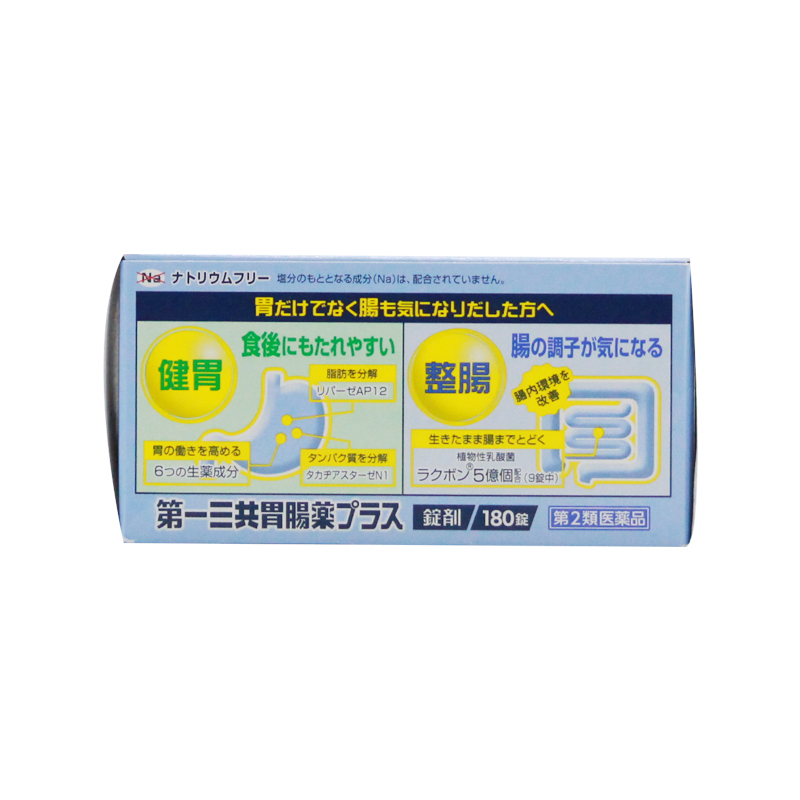 Na ナトリウムフリー 塩分のもととなる成分(Na)は、配合されていません。
胃だけでなく腸も気になりだした方へ
健胃
食後にもたれやすい
脂肪を分解
リパーゼAP12
胃の働きを高める
6つの生薬成分
タンパク質を分解
タカヂアスターゼN1
整腸
腸の調子が気になる
腸内環境を
改善
生きたまま腸までとどく
植物性乳酸菌
ラクボン®5億個配合(9錠中)
第一三共胃腸薬プラス 錠剤 180錠 第2類医薬品